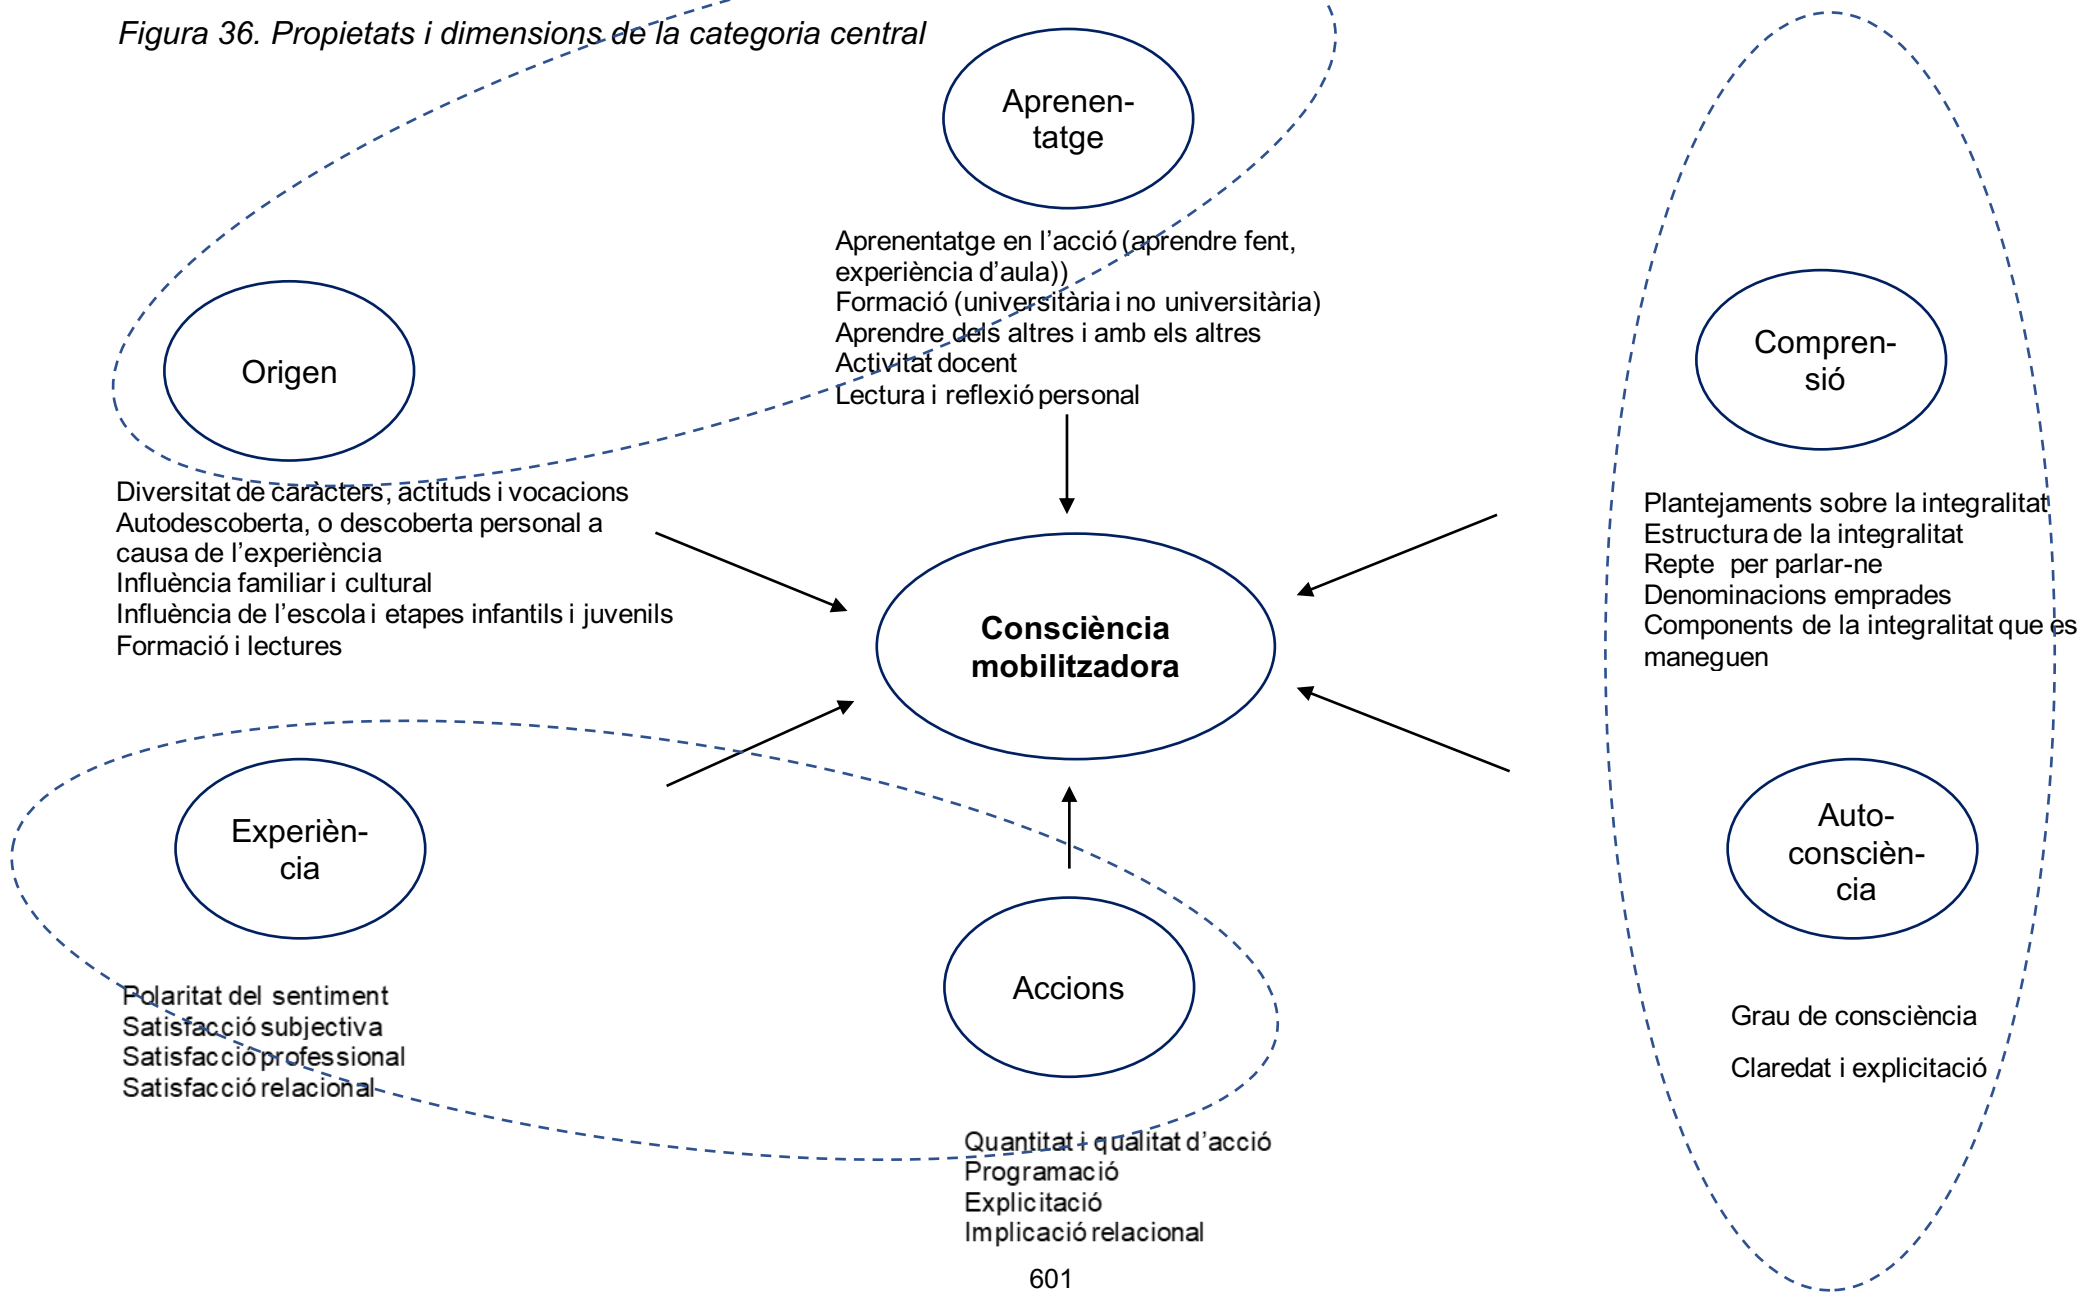 Figura 36. Propietats i dimensions de la categoria central
Aprenen-
tatge
Aprenentatge en l’acció (aprendre fent,
experiència d’aula))
Formació (universitària i no universitària)
Aprendre dels altres i amb els altres
Activitat docent
Lectura i reflexió personal
Origen
Diversitat de caràcters, actituds i vocacions
Autodescoberta, o descoberta personal a
causa de l’experiència
Influència familiar i cultural
Influència de l’escola i etapes infantils i juvenils
Formació i lectures
Compren-
sió
Plantejaments sobre la integralitat
Estructura de la integralitat
Repte per parlar-ne
Denominacions emprades
Components de la integralitat que es
maneguen
Consciència
mobilitzadora
Experièn-
cia
Polaritat del sentiment
Satisfacció subjectiva
Satisfacció professional
Satisfacció relacional
Accions
Quantitat i qualitat d’acció
Programació
Explicitació
Implicació relacional
Auto-
conscièn-
cia
Grau de consciència
Claredat i explicitació
601